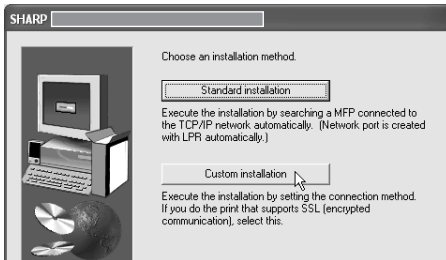 SHARP
Choose an installation method.
Standard installation
Execute the installation by searching a MFP connected to
the TCP/IP network automatically. (Network port is created
with LPR automatically.)
Custom installation
Execute the installation by setting the connection method.
If you do the print that supports SSL (encrypted
communication), select this.